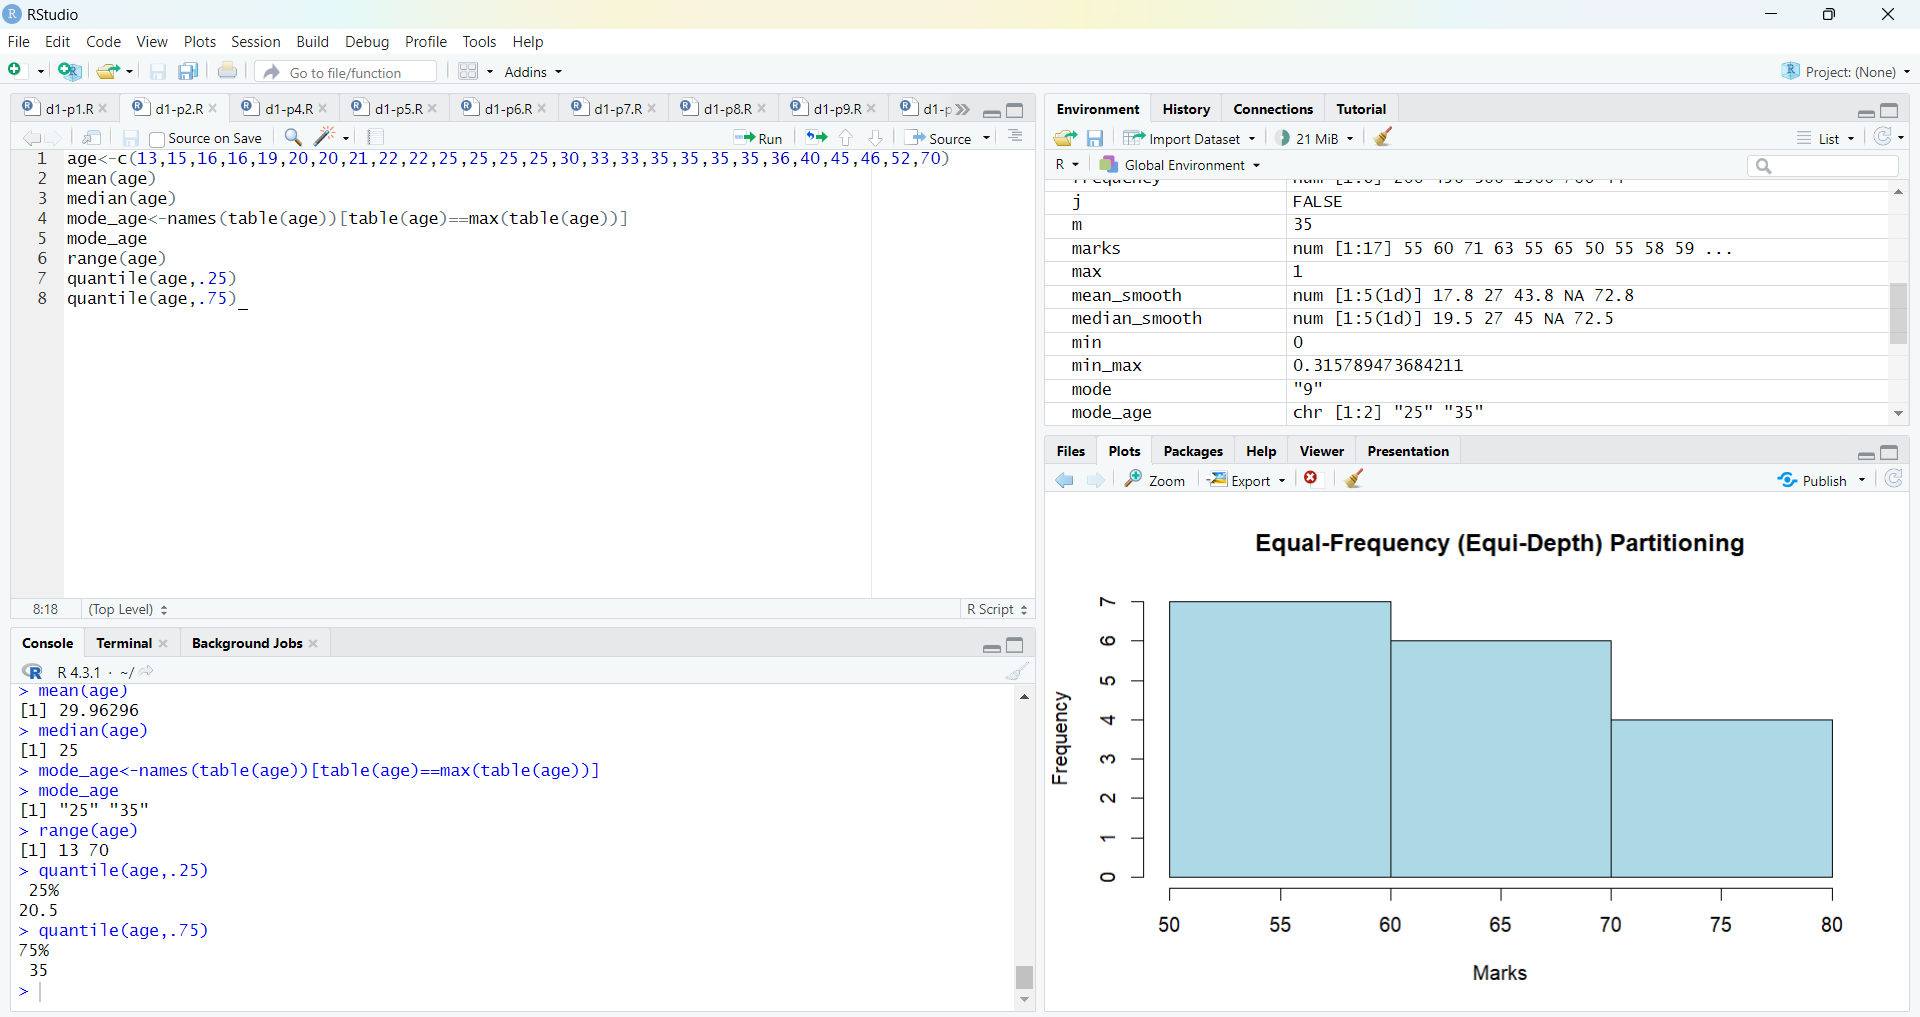 RStudio
File Edit Code View Plots Session Build Debug Profile Tools Help
Go to file/function Addins Project: (None)
d1-p1.R d1-p2.R d1-p4.R d1-p5.R d1-p6.R d1-p7.R d1-p8.R d1-p9.R d1-p
Source on Save Run Source
1 age<-c(13,15,16,16,19,20,20,21,22,22,25,25,25,25,30,33,33,35,35,35,35,36,40,45,46,52,70)
2 mean(age)
3 median(age)
4 mode_age<-names(table(age))[table(age)==max(table(age))]
5 mode_age
6 range(age)
7 quantile(age,.25)
8 quantile(age,.75)
8:18 (Top Level) R Script
Console Terminal Background Jobs
R 4.3.1 · ~/
> mean(age)
[1] 29.96296
> median(age)
[1] 25
> mode_age<-names(table(age))[table(age)==max(table(age))]
> mode_age
[1] "25" "35"
> range(age)
[1] 13 70
> quantile(age,.25)
25%
20.5
> quantile(age,.75)
75%
35
>
Environment History Connections Tutorial
Import Dataset 21 MiB List
R Global Environment
j FALSE
m 35
marks num [1:17] 55 60 71 63 55 65 50 55 58 59 ...
max 1
mean_smooth num [1:5(1d)] 17.8 27 43.8 NA 72.8
median_smooth num [1:5(1d)] 19.5 27 45 NA 72.5
min 0
min_max 0.315789473684211
mode "9"
mode_age chr [1:2] "25" "35"
Files Plots Packages Help Viewer Presentation
Zoom Export Publish
Equal-Frequency (Equi-Depth) Partitioning
Frequency
7
6
5
4
3
2
1
0
50 55 60 65 70 75 80
Marks